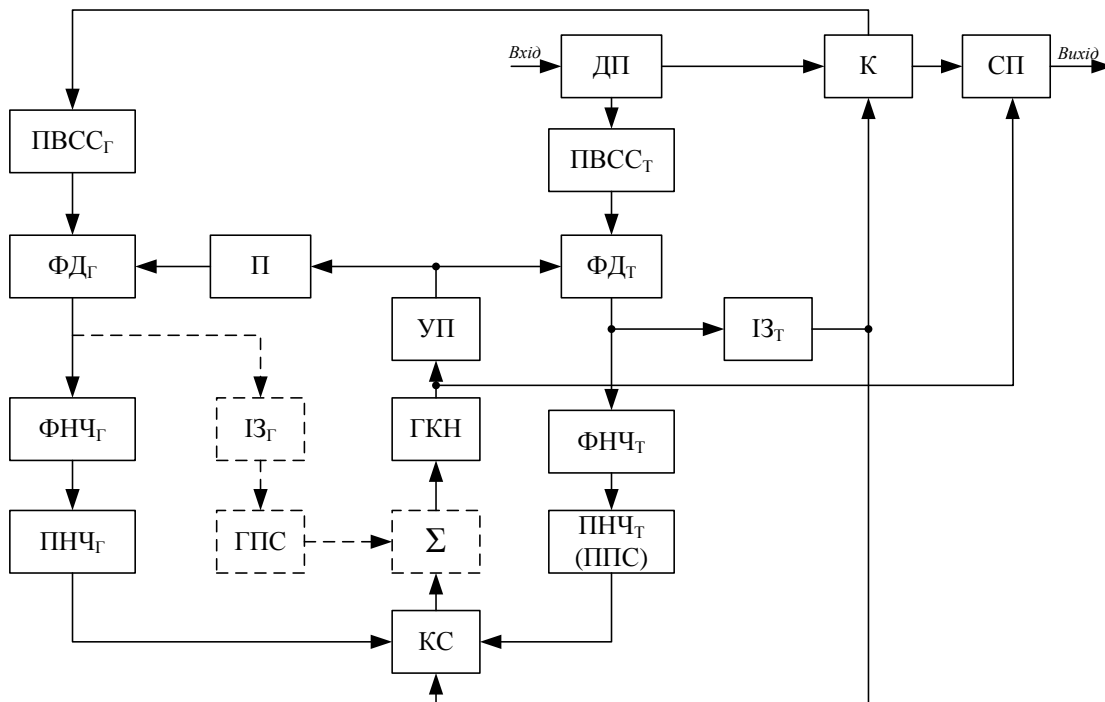 Вхід
ДП
К
СП
Вихід
ПВСС_Г
ПВСС_Т
ФД_Г
П
ФД_Т
УП
ІЗ_Т
ФНЧ_Г
ІЗ_Г
ГКН
ФНЧ_Т
ПНЧ_Г
ГПС
Σ
ПНЧ_Т
(ППС)
КС